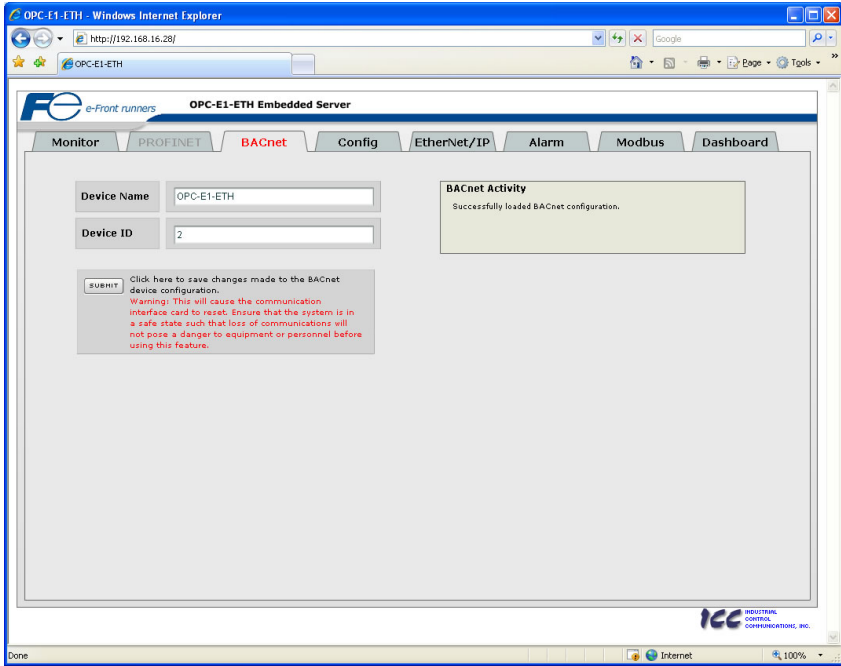 OPC-E1-ETH - Windows Internet Explorer
http://192.168.16.28/
Google
OPC-E1-ETH
Page
Tools
»
Fe e-Front runners
OPC-E1-ETH Embedded Server
Monitor
PROFINET
BACnet
Config
EtherNet/IP
Alarm
Modbus
Dashboard
Device Name
OPC-E1-ETH
Device ID
2
BACnet Activity
Successfully loaded BACnet configuration.
SUBMIT
Click here to save changes made to the BACnet
device configuration.
Warning: This will cause the communication
interface card to reset. Ensure that the system is in
a safe state such that loss of communications will
not pose a danger to equipment or personnel before
using this feature.
ICC
INDUSTRIAL
CONTROL
COMMUNICATIONS, INC.
Done
Internet
100%